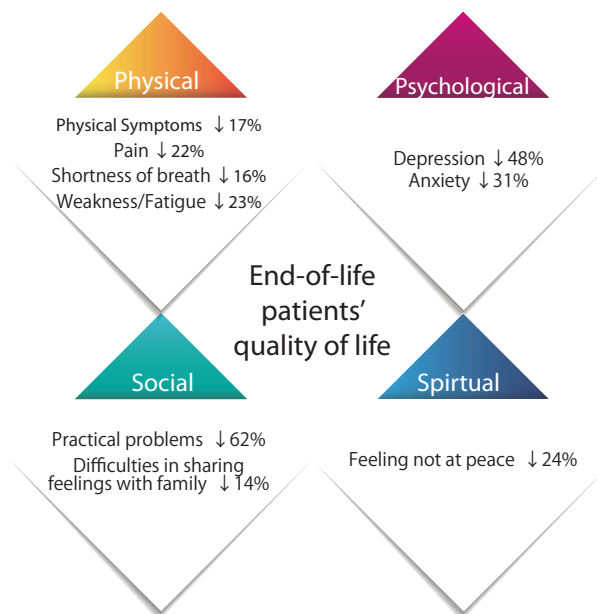 Physical
Physical Symptoms ↓ 17%
Pain ↓ 22%
Shortness of breath ↓ 16%
Weakness/Fatigue ↓ 23%
Psychological
Depression ↓ 48%
Anxiety ↓ 31%
End-of-life
patients'
quality of life
Social
Practical problems ↓ 62%
Difficulties in sharing
feelings with family ↓ 14%
Spirtual
Feeling not at peace ↓ 24%